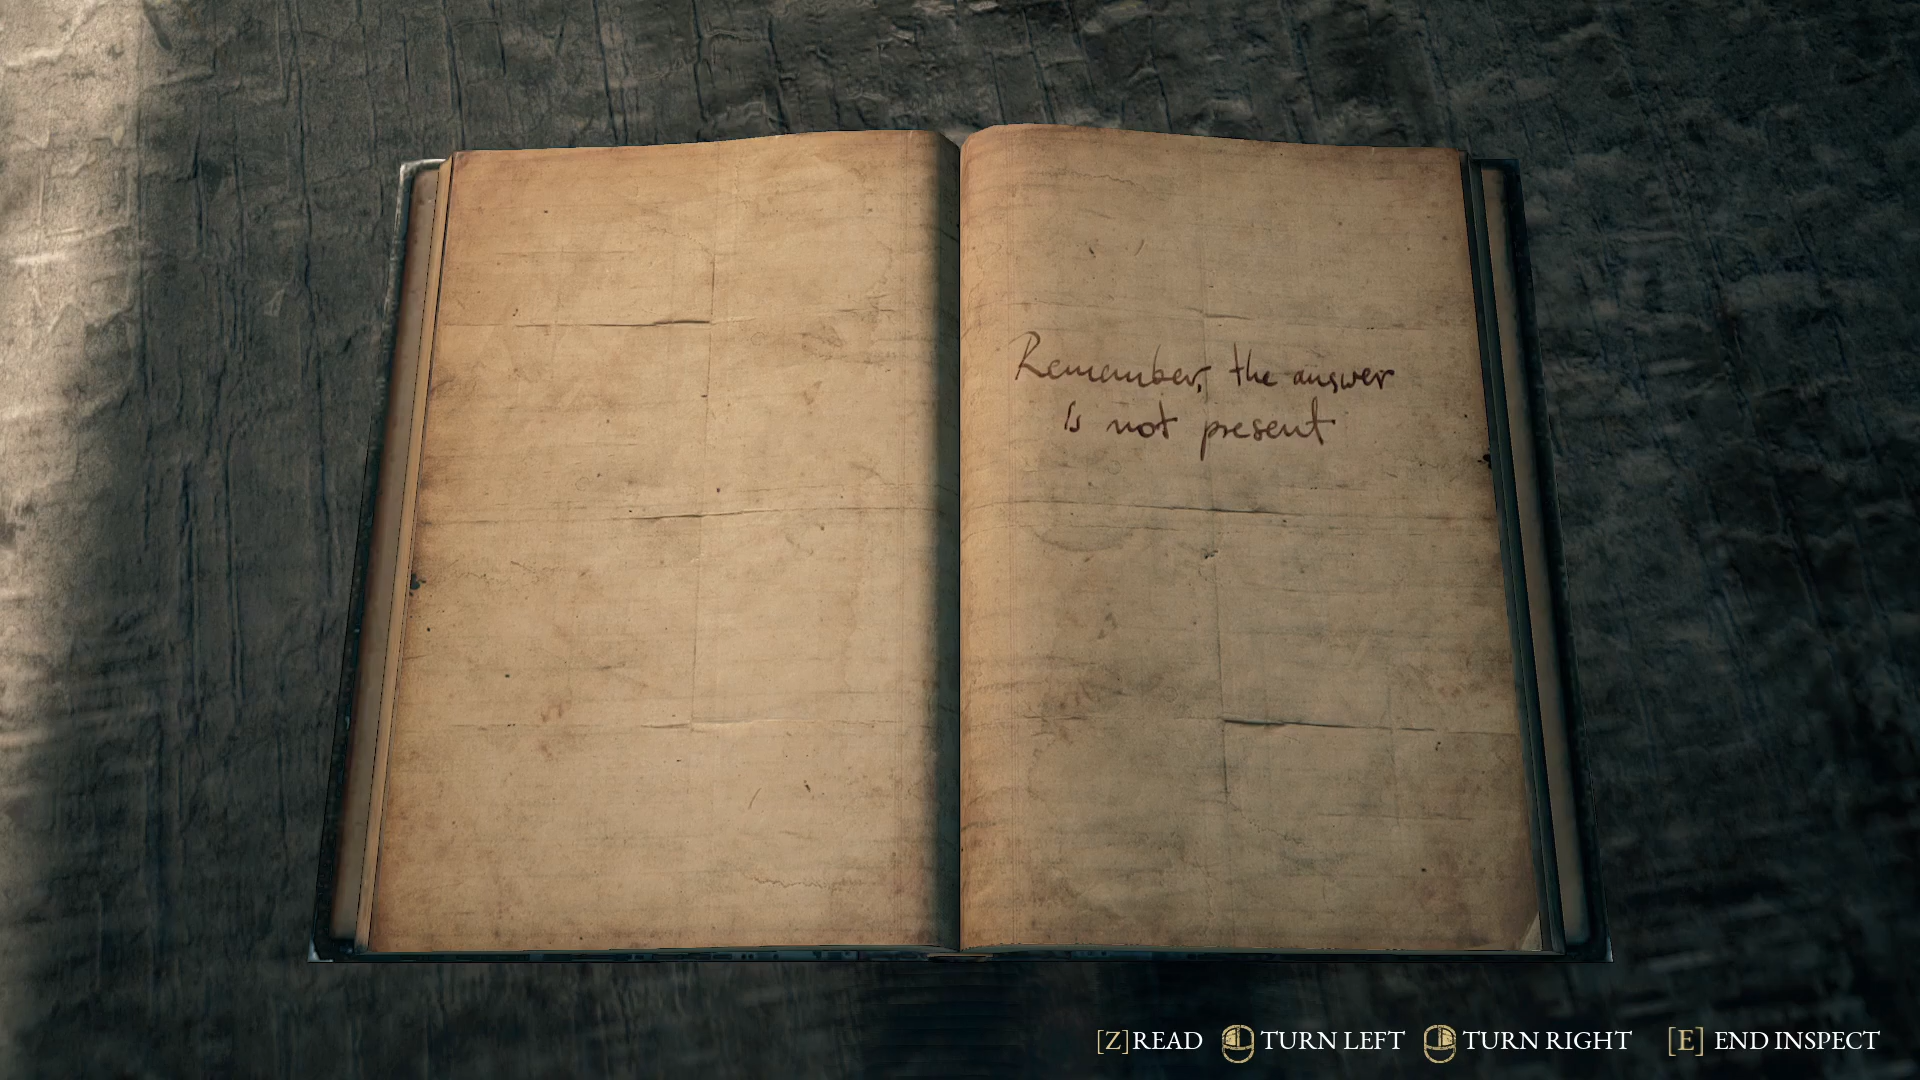 Remember, the answer
is not present
[Z] READ TURN LEFT TURN RIGHT [E] END INSPECT